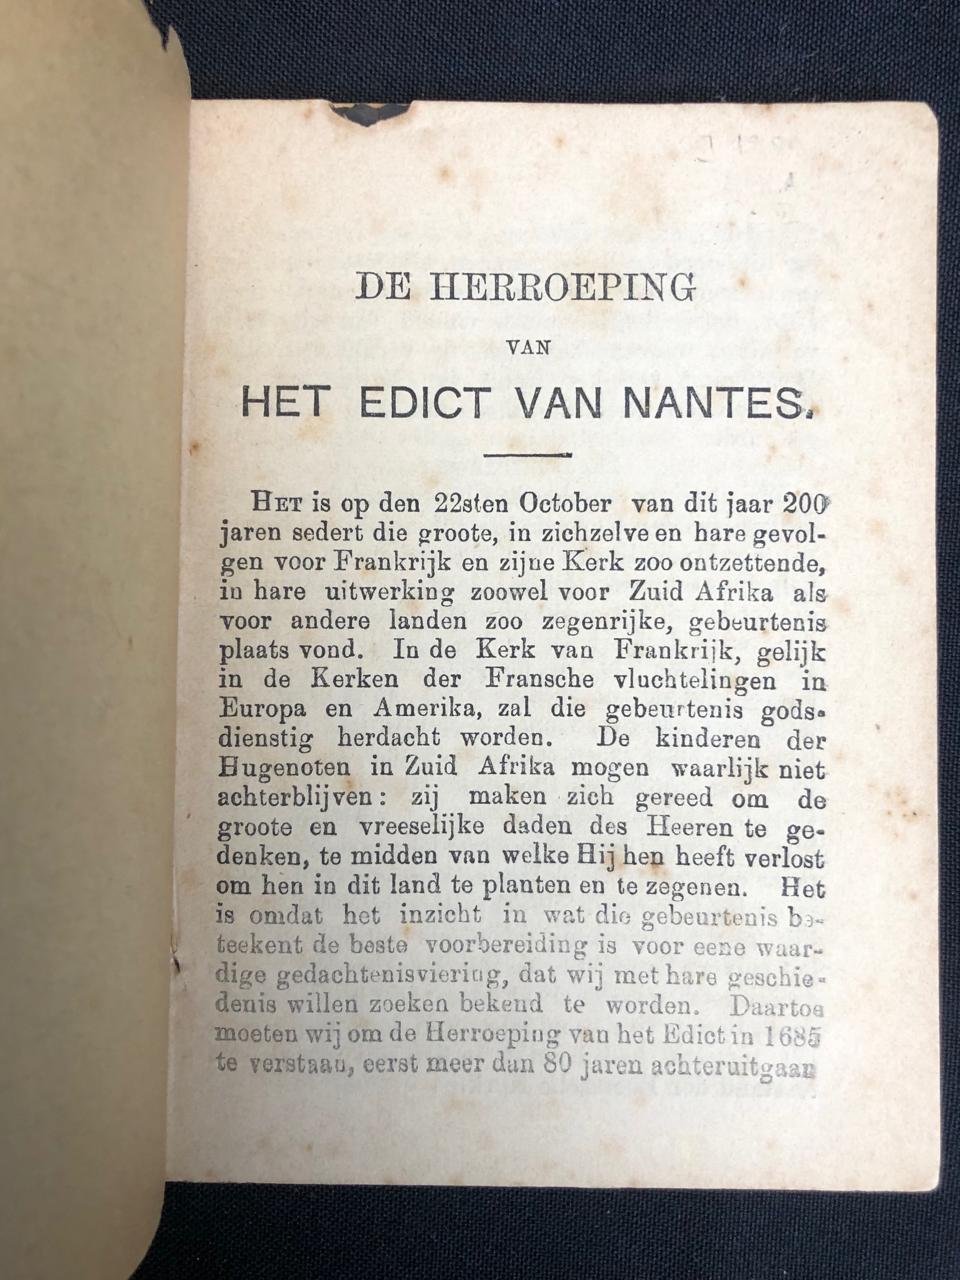 DE HERROEPING
VAN
HET EDICT VAN NANTES.
HET is op den 22sten October van dit jaar 200
jaren sedert die groote, in zichzelve en hare gevol-
gen voor Frankrijk en zijne Kerk zoo ontzettende,
in hare uitwerking zoowel voor Zuid Afrika als
voor andere landen zoo zegenrijke, gebeurtenis
plaats vond. In de Kerk van Frankrijk, gelijk
in de Kerken der Fransche vluchtelingen in
Europa en Amerika, zal die gebeurtenis gods-
dienstig herdacht worden. De kinderen der
Hugenoten in Zuid Afrika mogen waarlijk niet
achterblijven: zij maken zich gereed om de
groote en vreeselijke daden des Heeren te ge-
denken, te midden van welke Hij hen heeft verlost
om hen in dit land te planten en te zegenen. Het
is omdat het inzicht in wat die gebeurtenis be-
teekent de beste voorbereiding is voor eene waar-
dige gedachtenisviering, dat wij met hare geschie-
denis willen zoeken bekend te worden. Daartoe
moeten wij om de Herroeping van het Edict in 1685
te verstaan, eerst meer dan 80 jaren achteruitgaan